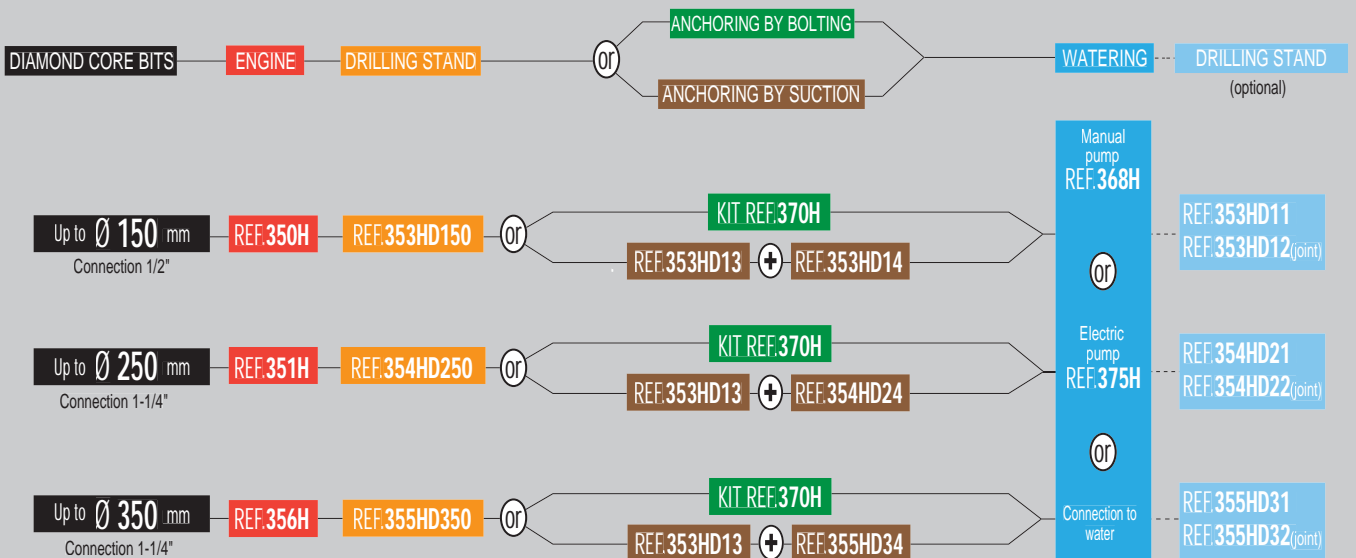 DIAMOND CORE BITS
ENGINE
DRILLING STAND
or
ANCHORING BY BOLTING
ANCHORING BY SUCTION
WATERING
DRILLING STAND
(optional)
Up to Ø 150 mm
Connection 1/2"
REF.350H
REF.353HD150
or
KIT REF.370H
REF.353HD13 + REF.353HD14
Up to Ø 250 mm
Connection 1-1/4"
REF.351H
REF.354HD250
or
KIT REF.370H
REF.353HD13 + REF.354HD24
Up to Ø 350 mm
Connection 1-1/4"
REF.356H
REF.355HD350
or
KIT REF.370H
REF.353HD13 + REF.355HD34
Manual
pump
REF.368H
or
Electric
pump
REF.375H
or
Connection to
water
REF.353HD11
REF.353HD12(joint)
REF.354HD21
REF.354HD22(joint)
REF.355HD31
REF.355HD32(joint)